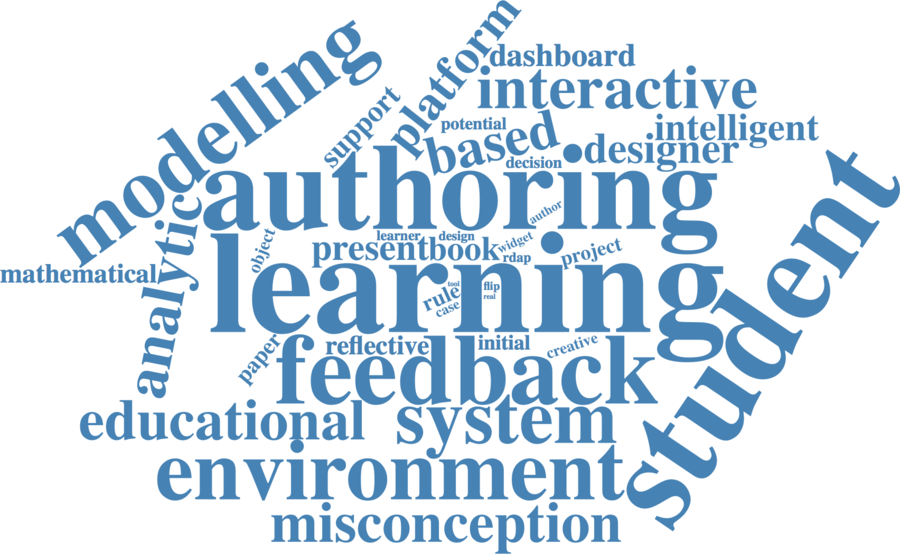 platform
modelling
dashboard
interactive
support
potential
based
intelligent
designer
decision
authoring
student
analytic
author
object
learner
design
widget
presentbook
rdap
project
mathematical
learning
tool
flip
rule
real
case
paper
reflective
initial
creative
feedback
educational
system
environment
misconception